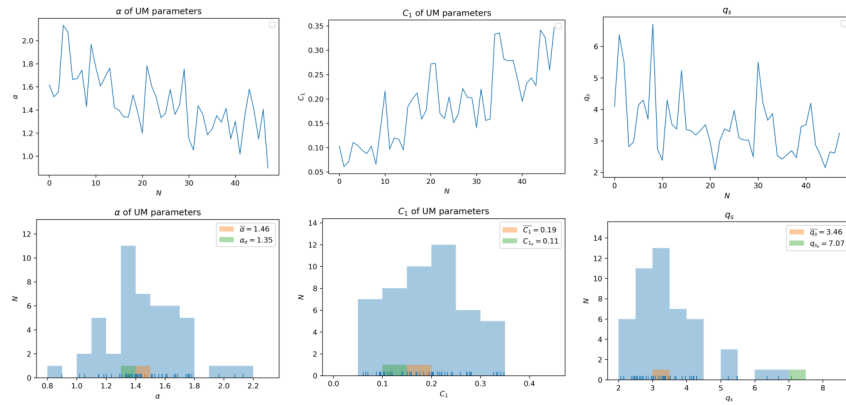 α of UM parameters
C₁ of UM parameters
qₛ
α
2.0
1.8
1.6
1.4
1.2
1.0
0 10 20 30 40
N
C₁
0.35
0.30
0.25
0.20
0.15
0.10
0.05
0 10 20 30 40
N
qₛ
6
5
4
3
2
0 10 20 30 40
N
α of UM parameters
C₁ of UM parameters
qₛ
N
12
10
8
6
4
2
0
0.8 1.0 1.2 1.4 1.6 1.8 2.0 2.2
α
ᾱ = 1.46
N
14
12
10
8
6
4
2
0
0.0 0.1 0.2 0.3 0.4
C₁
C̅₁ = 0.19
C₁ₑ = 0.11
N
14
12
10
8
6
4
2
0
2 3 4 5 6 7 8
qₛ
q̅ₛ = 3.46
qₛₑ = 7.07